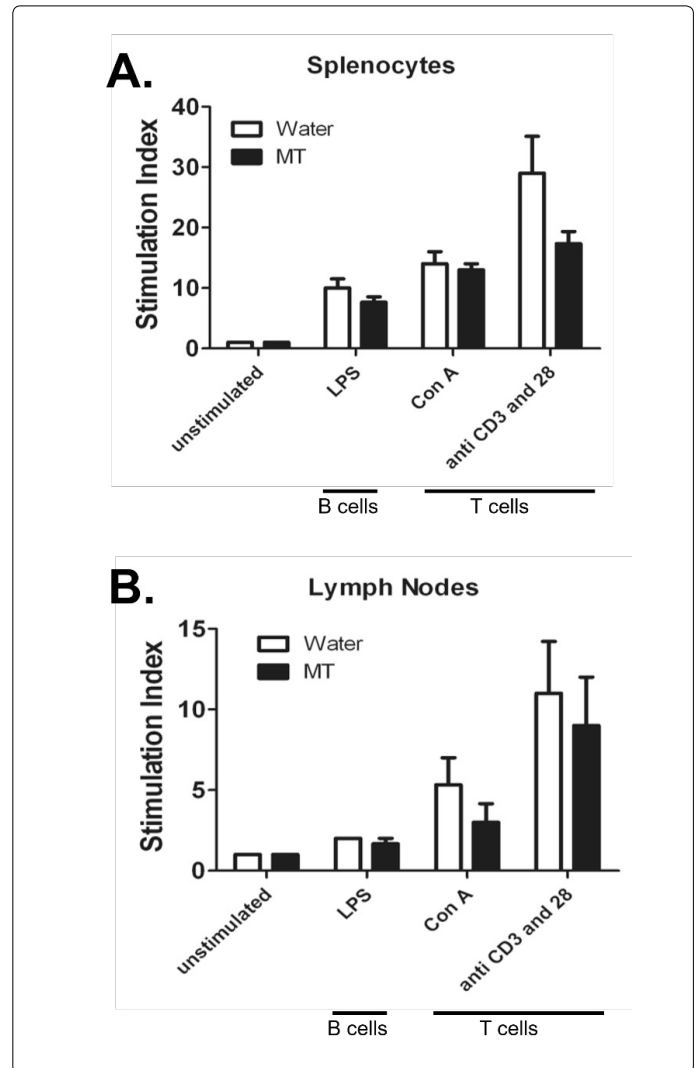 A.
Splenocytes
Stimulation Index
40
30
20
10
0
Water
MT
unstimulated
LPS
Con A
anti CD3 and 28
B cells
T cells
B.
Lymph Nodes
Stimulation Index
15
10
5
0
Water
MT
unstimulated
LPS
Con A
anti CD3 and 28
B cells
T cells